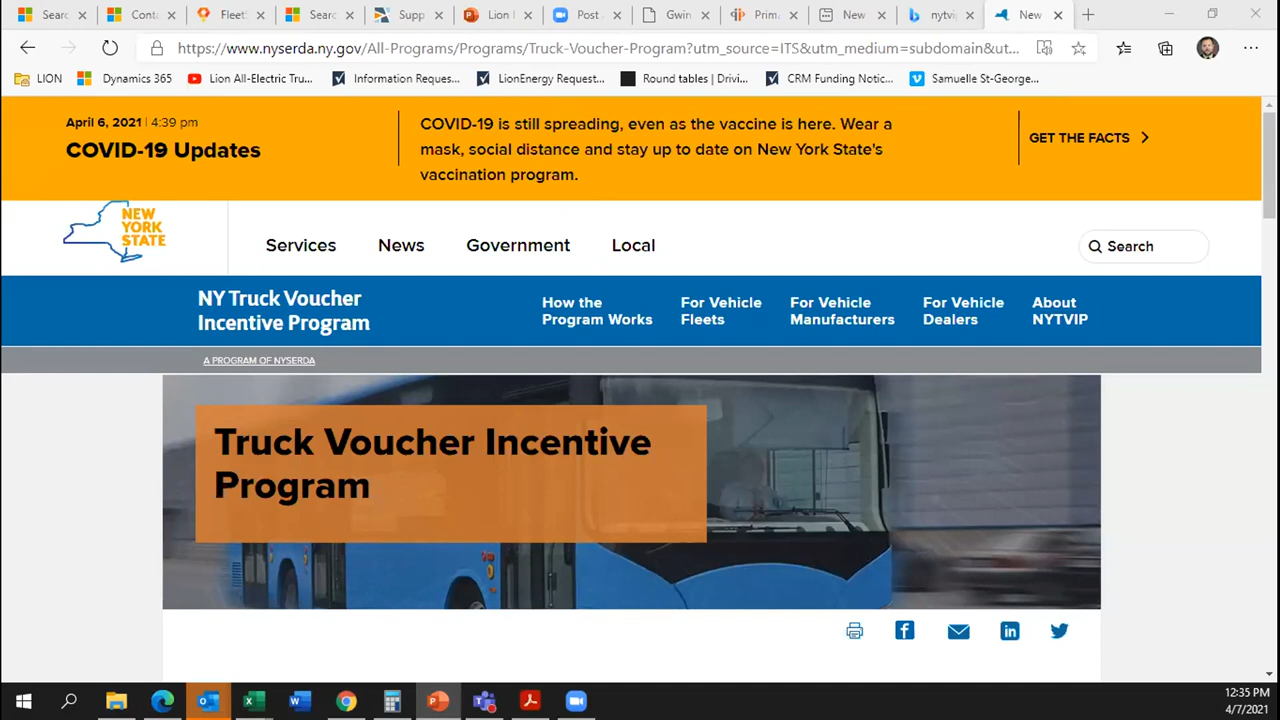 Searc
Conte
FleetS
Searc
Supp
Lion I
Post A
Gwin
Prima
New
nytvi
New
https://www.nyserda.ny.gov/All-Programs/Programs/Truck-Voucher-Program?utm_source=ITS&utm_medium=subdomain&ut...
LION
Dynamics 365
Lion All-Electric Tru...
Information Reques...
LionEnergy Request...
Round tables | Drivi...
CRM Funding Notic...
Samuelle St-George...
April 6, 2021 | 4:39 pm
COVID-19 Updates
COVID-19 is still spreading, even as the vaccine is here. Wear a
mask, social distance and stay up to date on New York State's
vaccination program.
GET THE FACTS
NEW
YORK
STATE
Services
News
Government
Local
Search
NY Truck Voucher
Incentive Program
How the
Program Works
For Vehicle
Fleets
For Vehicle
Manufacturers
For Vehicle
Dealers
About
NYTVIP
A PROGRAM OF NYSERDA
Truck Voucher Incentive
Program
12:35 PM
4/7/2021